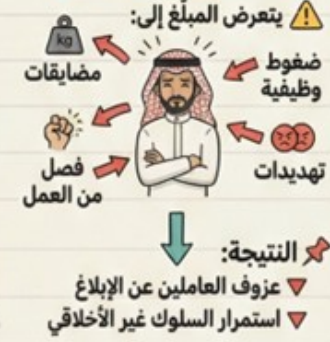 يتعرض المبلّغ إلى:
ضغوط
وظيفية
kg
مضايقات
تهديدات
فصل
من العمل
النتيجة:
عزوف العاملين عن الإبلاغ
استمرار السلوك غير الأخلاقي